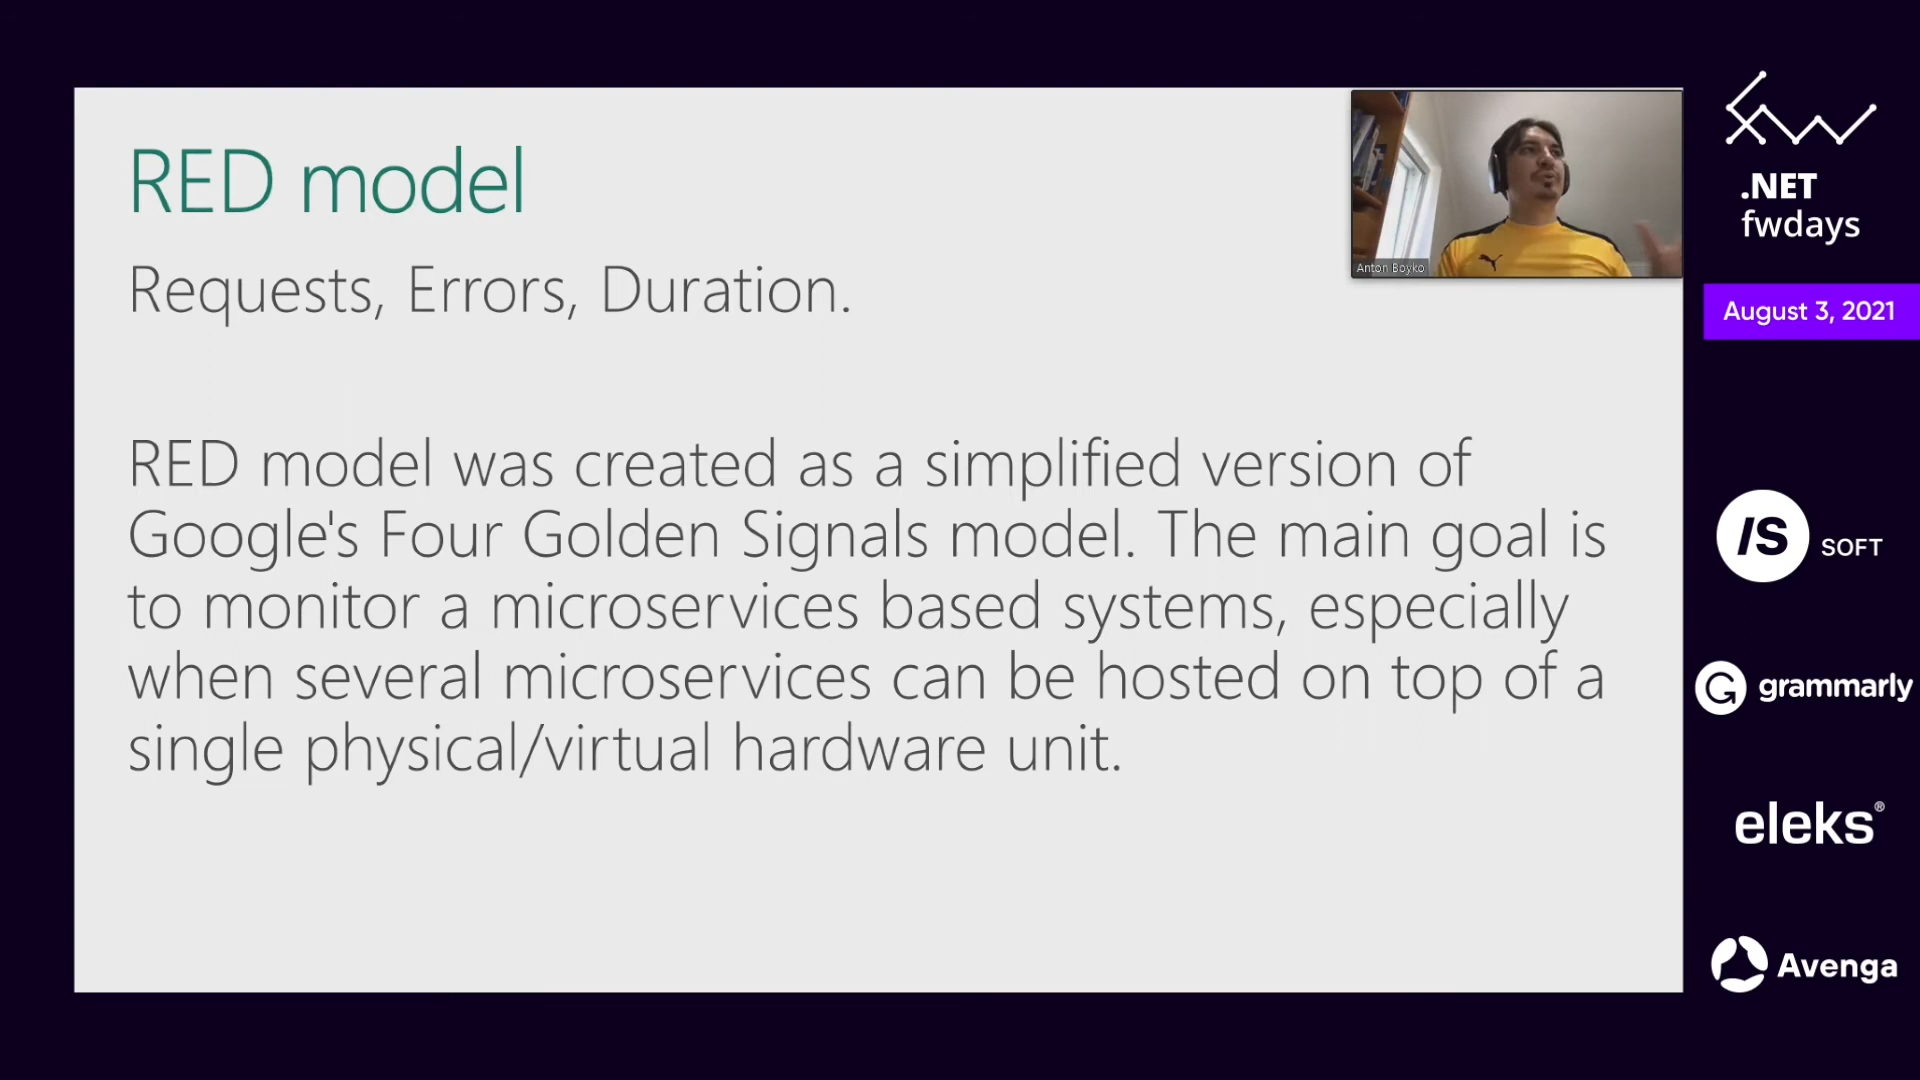 RED model
Requests, Errors, Duration.
RED model was created as a simplified version of
Google's Four Golden Signals model. The main goal is
to monitor a microservices based systems, especially
when several microservices can be hosted on top of a
single physical/virtual hardware unit.
Anton Boyko
.NET
fwdays
August 3, 2021
IS SOFT
G grammarly
eleks®
Avenga